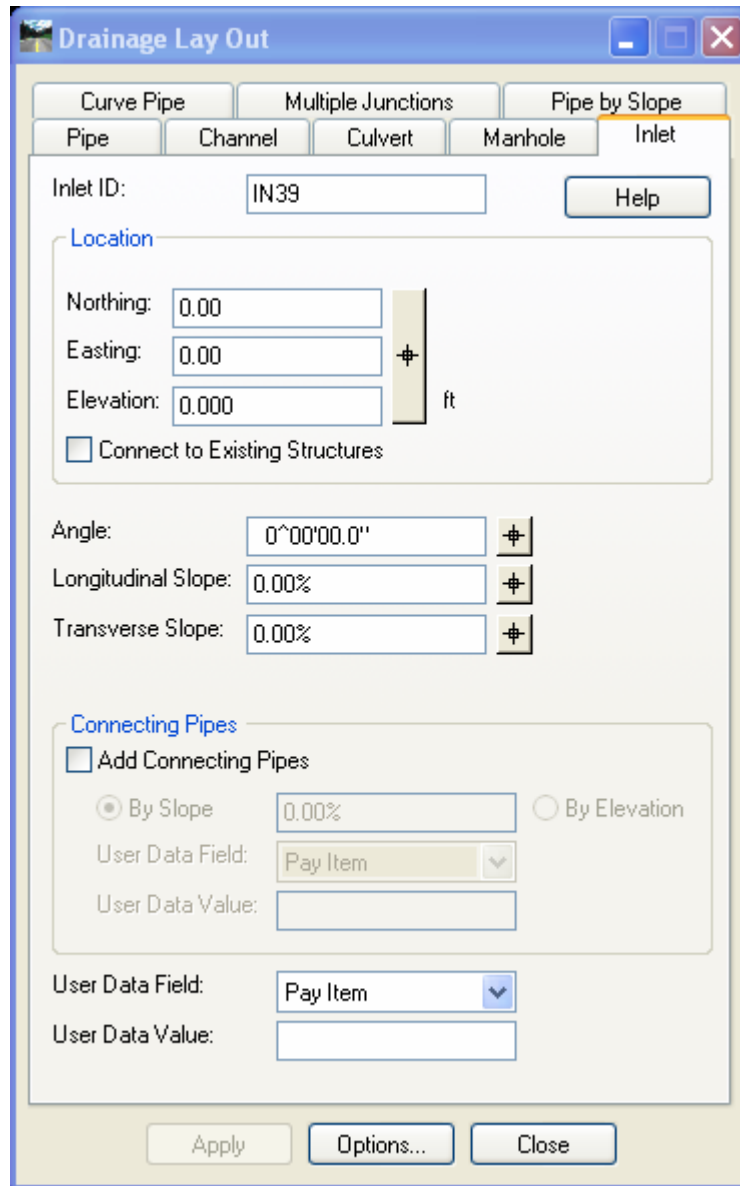 Drainage Lay Out
Curve Pipe Multiple Junctions Pipe by Slope
Pipe Channel Culvert Manhole Inlet
Inlet ID: IN39 Help
Location
Northing: 0.00
Easting: 0.00
Elevation: 0.000 ft
Connect to Existing Structures
Angle: 0^00'00.0"
Longitudinal Slope: 0.00%
Transverse Slope: 0.00%
Connecting Pipes
Add Connecting Pipes
By Slope 0.00% By Elevation
User Data Field: Pay Item
User Data Value:
User Data Field: Pay Item
User Data Value:
Apply Options... Close